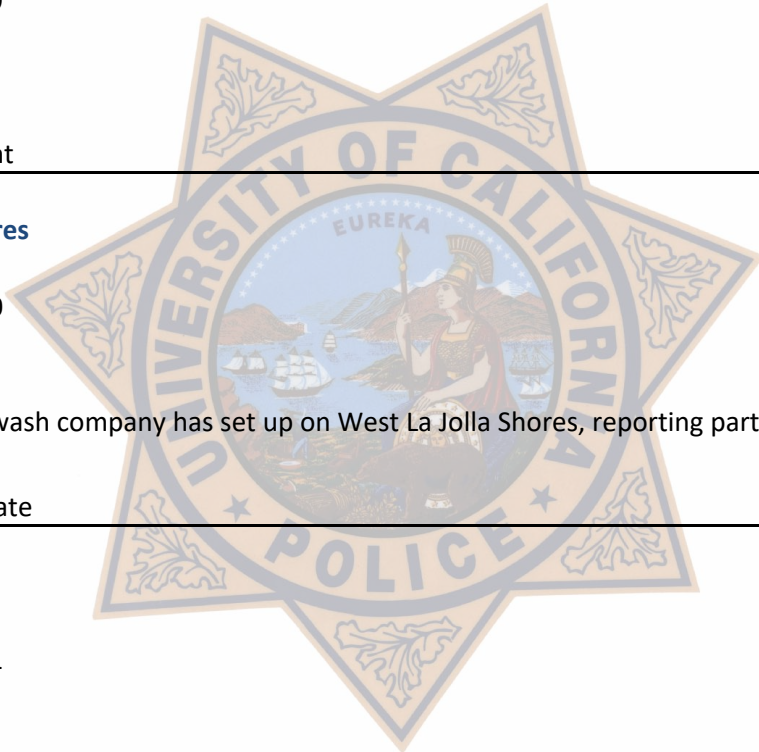 UNIVERSITY OF CALIFORNIA
EUREKA
res
wash company has set up on West La Jolla Shores, reporting part
ate
POLICE